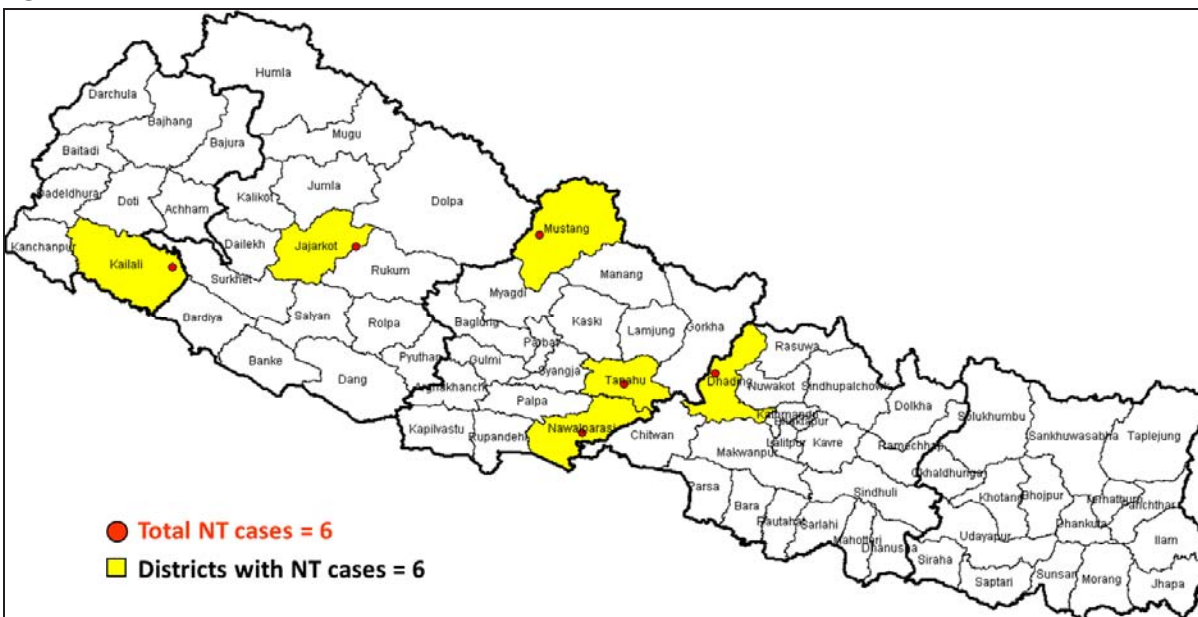 Humla
Darchula
Bajhang
Bajura
Mugu
Baitadi
Dadeldhura
Doti
Achham
Kalikot
Jumla
Dolpa
Mustang
Kanchanpur
Kailali
Dailekh
Jajarkot
Rukum
Surkhet
Manang
Myagdi
Dardiya
Salyan
Rolpa
Baglung
Kaski
Lamjung
Gorkha
Rasuwa
Banke
Dang
Pyuthan
Gulmi
Parbat
Syangja
Tanahu
Dhading
Nuwakot
Sindhupalchowk
Dolkha
Arghakhanchi
Palpa
Kathmandu
Bhaktapur
Lalitpur
Kavre
Ramechhap
Solukhumbu
Sankhuwasabha
Taplejung
Kapilvastu
Rupandehi
Nawalparasi
Chitwan
Makwanpur
Okhaldhunga
Khotang
Bhojpur
Terhathum
Panchthar
Parsa
Bara
Rautahat
Sarlahi
Sindhuli
Mahottari
Dhanusha
Siraha
Udayapur
Dhankuta
Ilam
Saptari
Sunsari
Morang
Jhapa
Total NT cases = 6
Districts with NT cases = 6